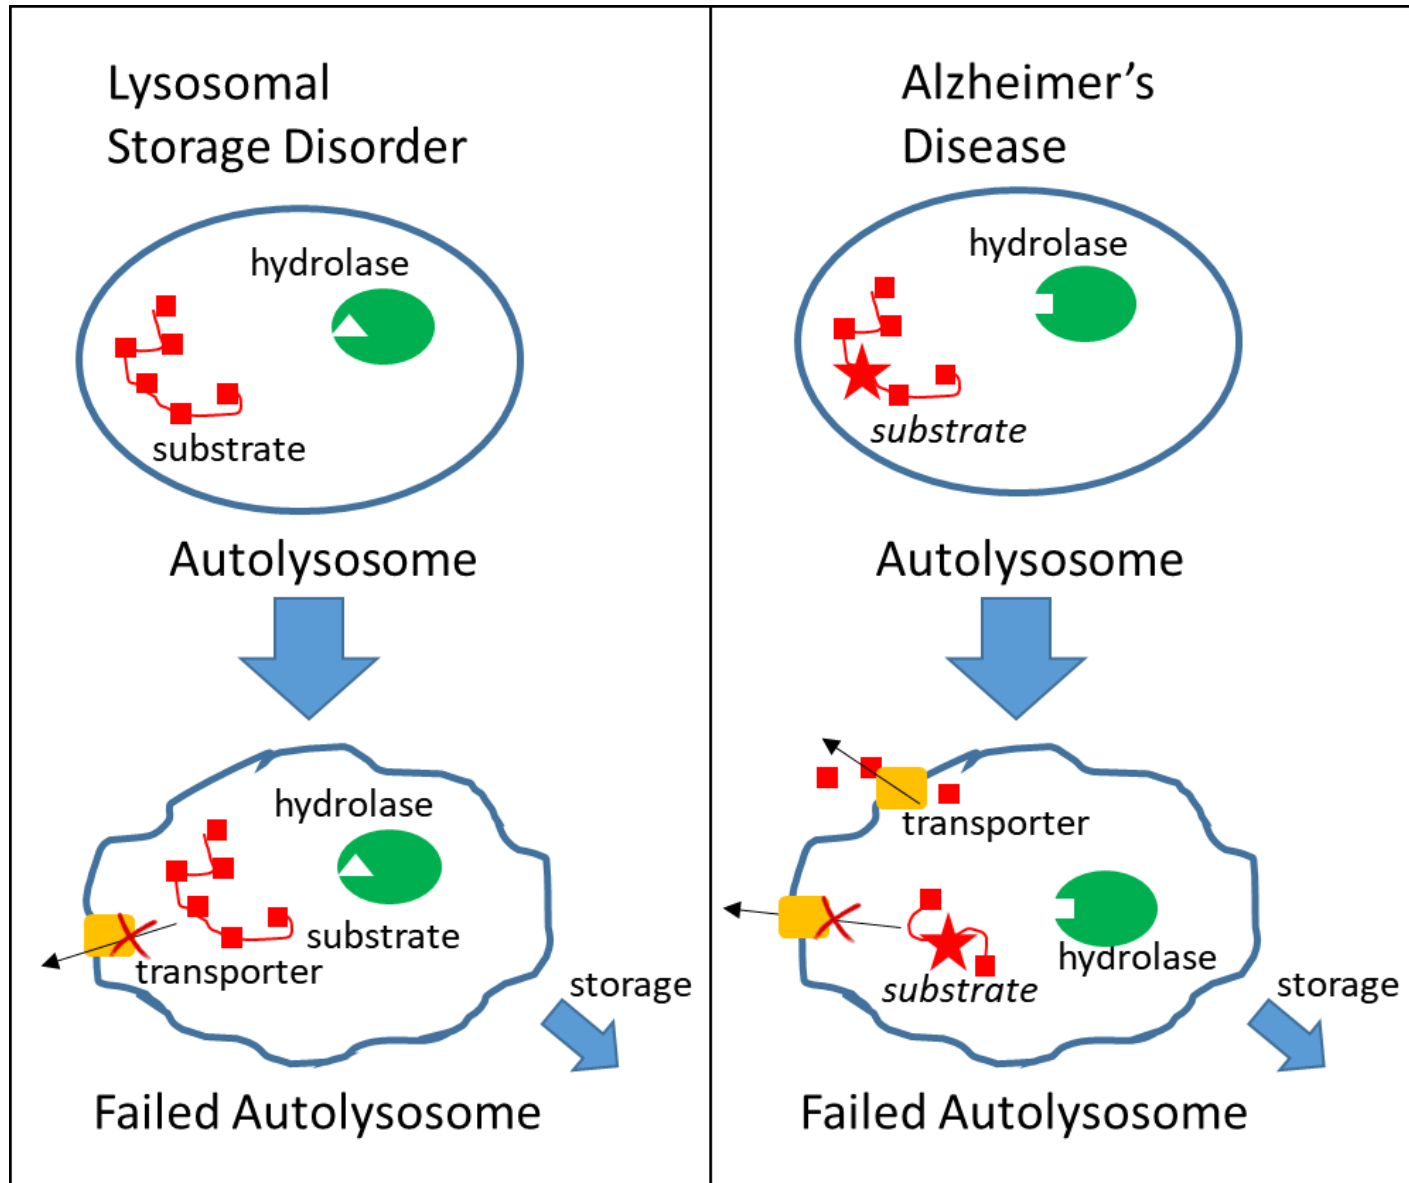 Lysosomal
Storage Disorder
hydrolase
substrate
Autolysosome
hydrolase
substrate
transporter
storage
Failed Autolysosome
Alzheimer’s
Disease
hydrolase
substrate
Autolysosome
transporter
hydrolase
substrate
storage
Failed Autolysosome